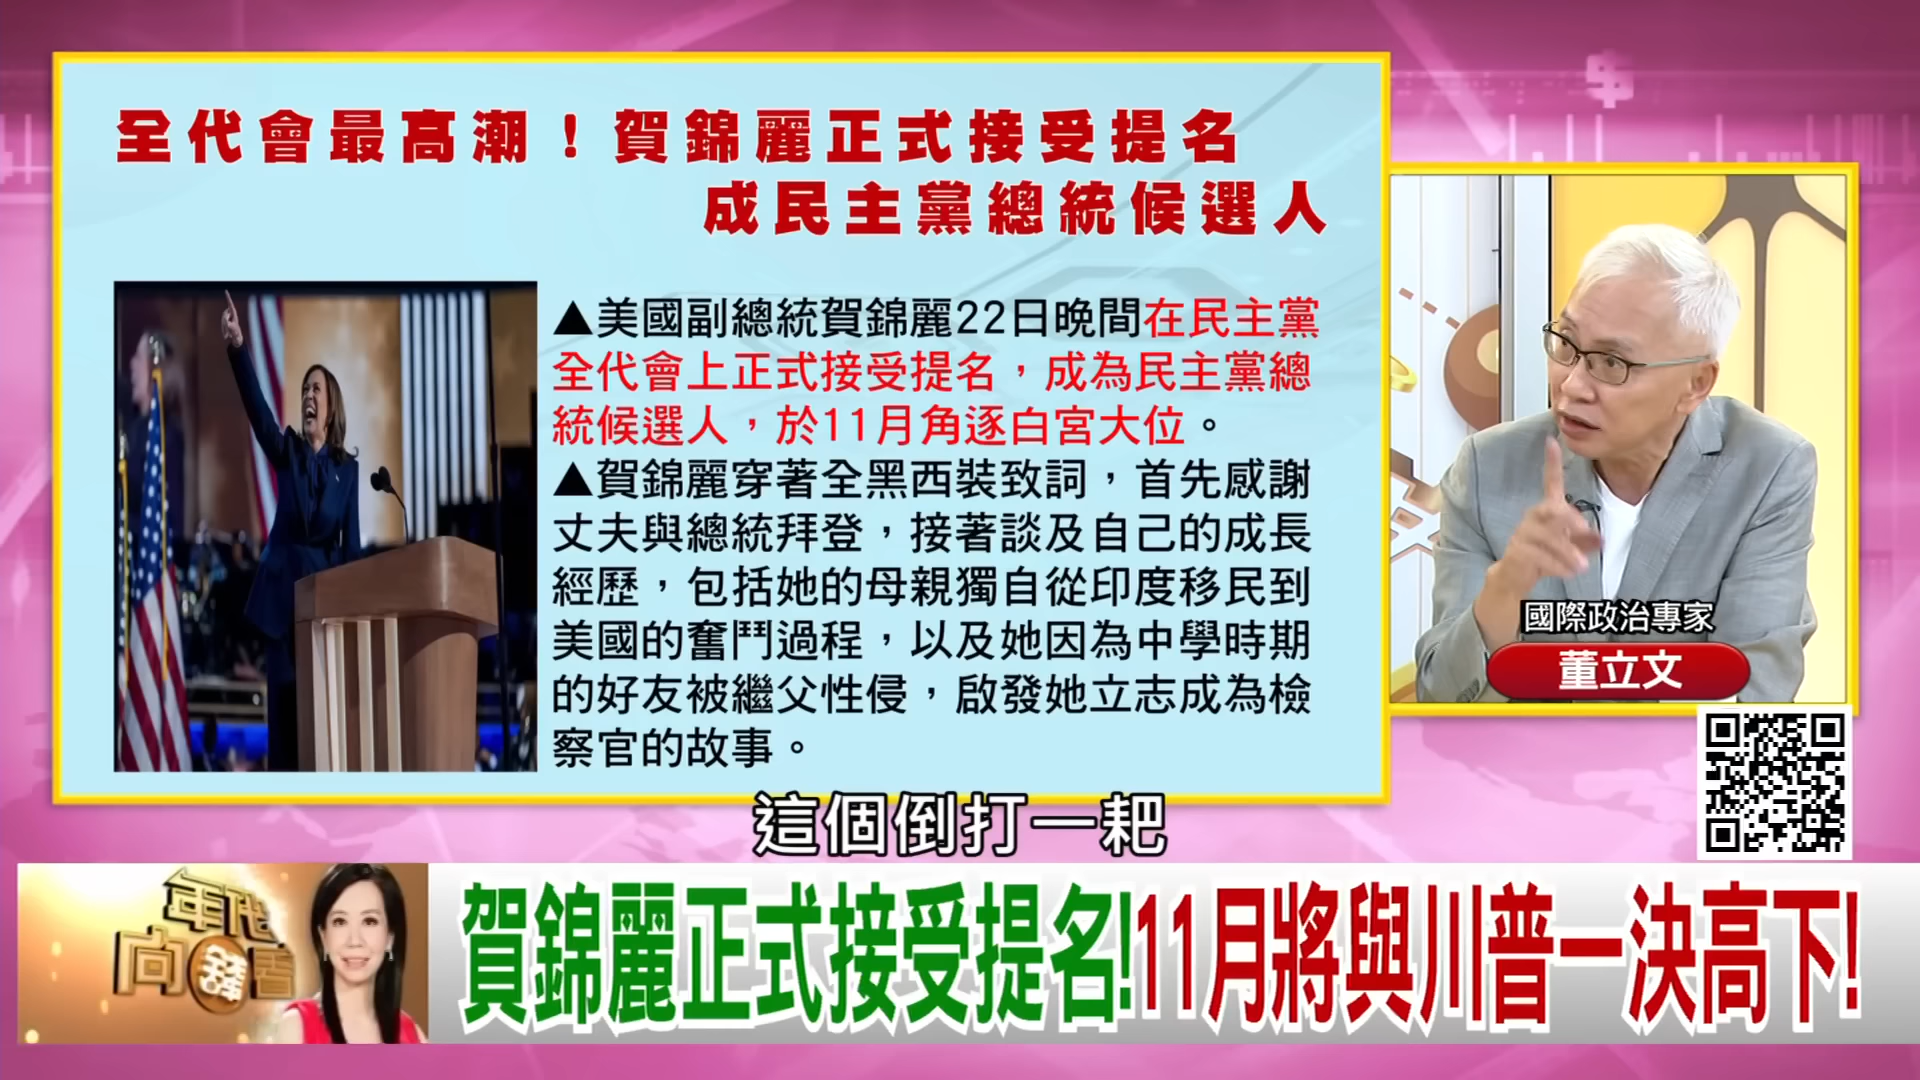 全代會最高潮！賀錦麗正式接受提名
成民主黨總統候選人
▲美國副總統賀錦麗22日晚間在民主黨
全代會上正式接受提名，成為民主黨總
統候選人，於11月角逐白宮大位。
▲賀錦麗穿著全黑西裝致詞，首先感謝
丈夫與總統拜登，接著談及自己的成長
經歷，包括她的母親獨自從印度移民到
美國的奮鬥過程，以及她因為中學時期
的好友被繼父性侵，啟發她立志成為檢
察官的故事。
國際政治專家
董立文
這個倒打一耙
年代
向錢看
賀錦麗正式接受提名!11月將與川普一決高下!